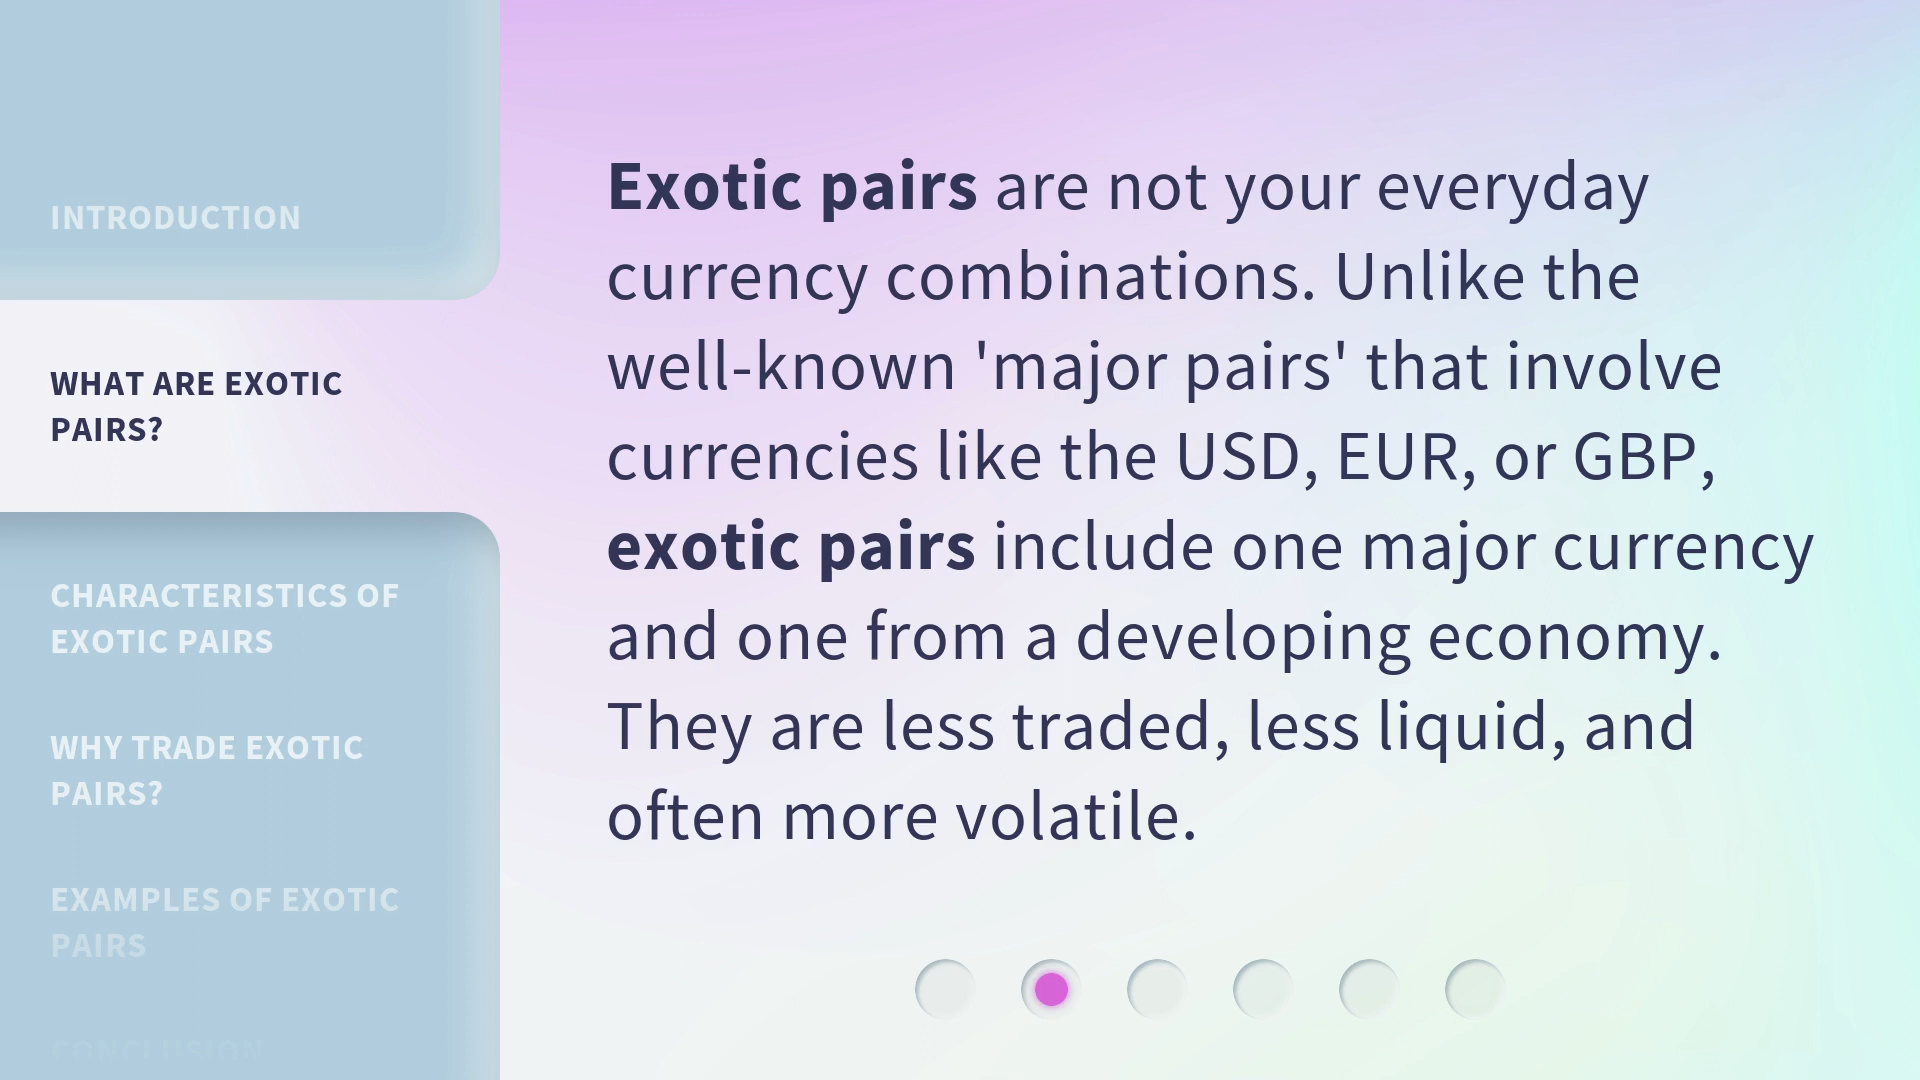 INTRODUCTION
WHAT ARE EXOTIC
PAIRS?
CHARACTERISTICS OF
EXOTIC PAIRS
WHY TRADE EXOTIC
PAIRS?
EXAMPLES OF EXOTIC
PAIRS
CONCLUSION
Exotic pairs are not your everyday
currency combinations. Unlike the
well-known 'major pairs' that involve
currencies like the USD, EUR, or GBP,
exotic pairs include one major currency
and one from a developing economy.
They are less traded, less liquid, and
often more volatile.